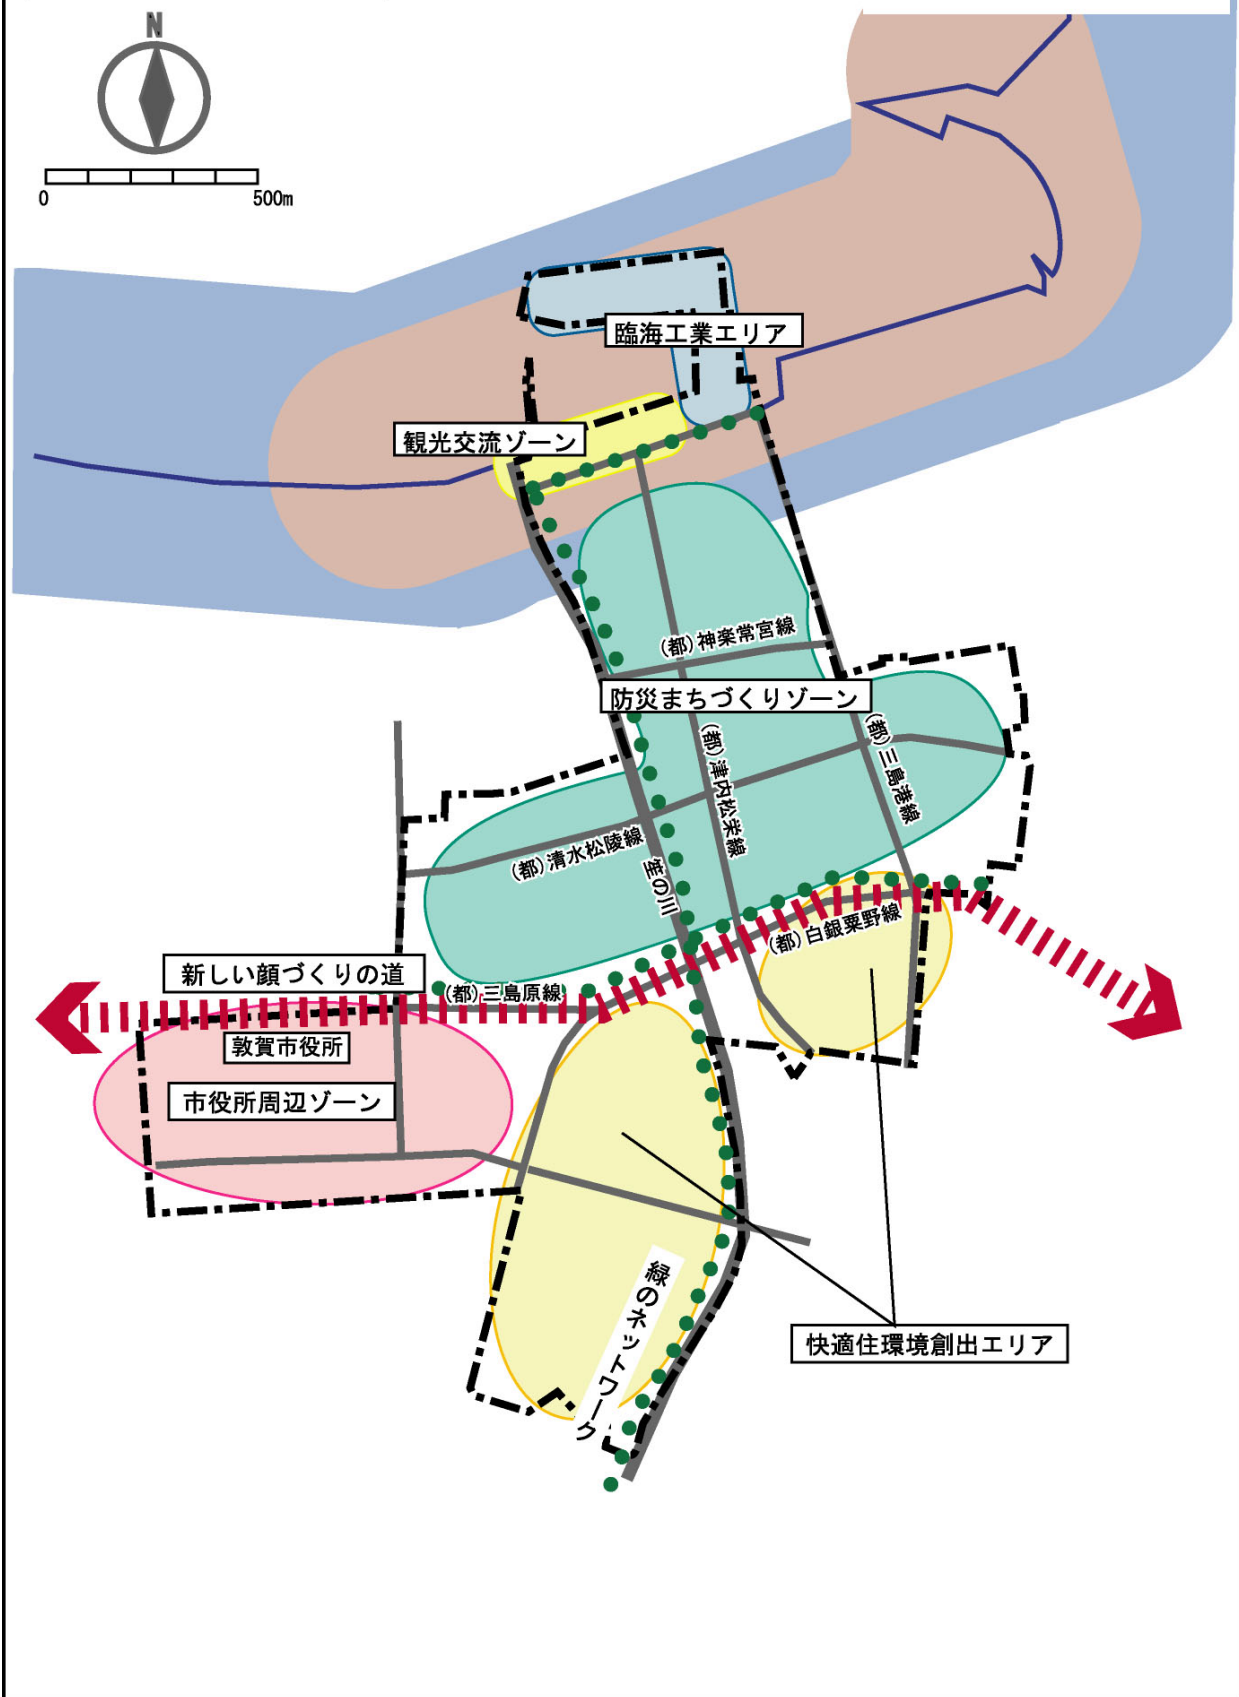 N
0 500m
臨海工業エリア
観光交流ゾーン
(都)神楽常宮線
防災まちづくりゾーン
(都)三島港線
(都)津内松栄線
(都)清水松陵線
笙の川
(都)白銀粟野線
新しい顔づくりの道
(都)三島原線
敦賀市役所
市役所周辺ゾーン
緑のネットワーク
快適住環境創出エリア